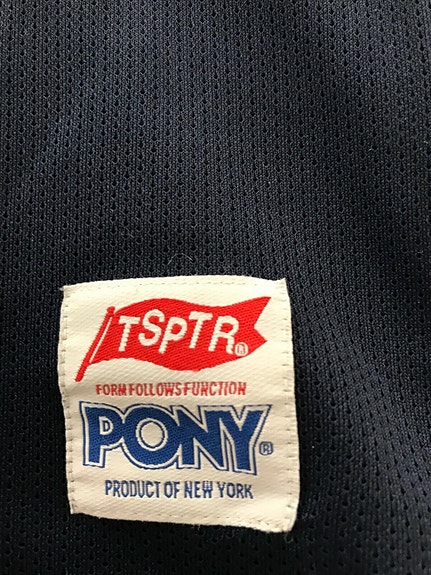 TSPTR®
FORM FOLLOWS FUNCTION
PONY®
PRODUCT OF NEW YORK